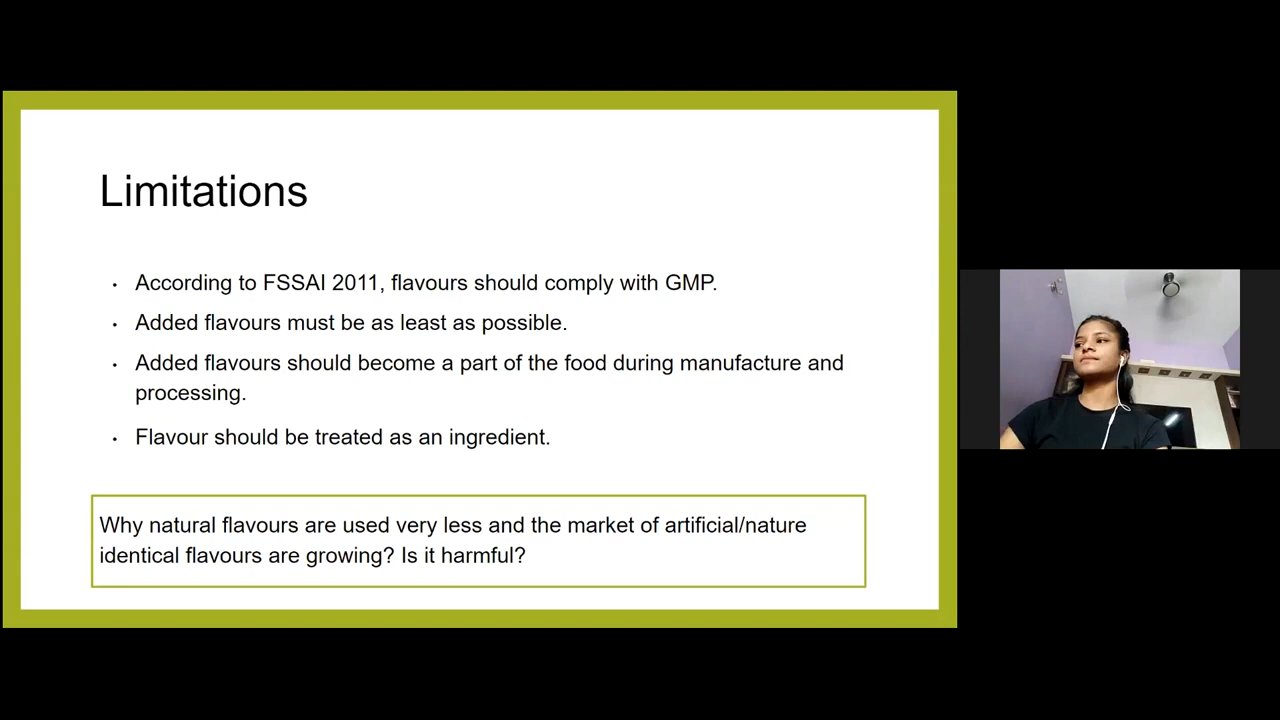 Limitations
• According to FSSAI 2011, flavours should comply with GMP.
• Added flavours must be as least as possible.
• Added flavours should become a part of the food during manufacture and
processing.
• Flavour should be treated as an ingredient.
Why natural flavours are used very less and the market of artificial/nature
identical flavours are growing? Is it harmful?